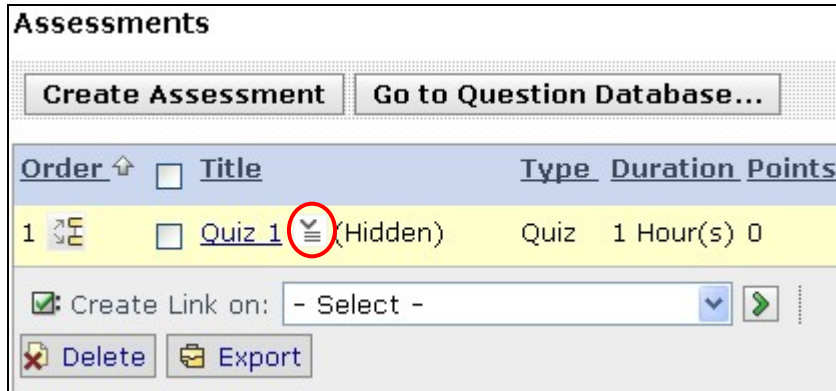 Assessments
Create Assessment Go to Question Database...
Order Title Type Duration Points
1 Quiz 1 (Hidden) Quiz 1 Hour(s) 0
Create Link on: - Select -
Delete Export